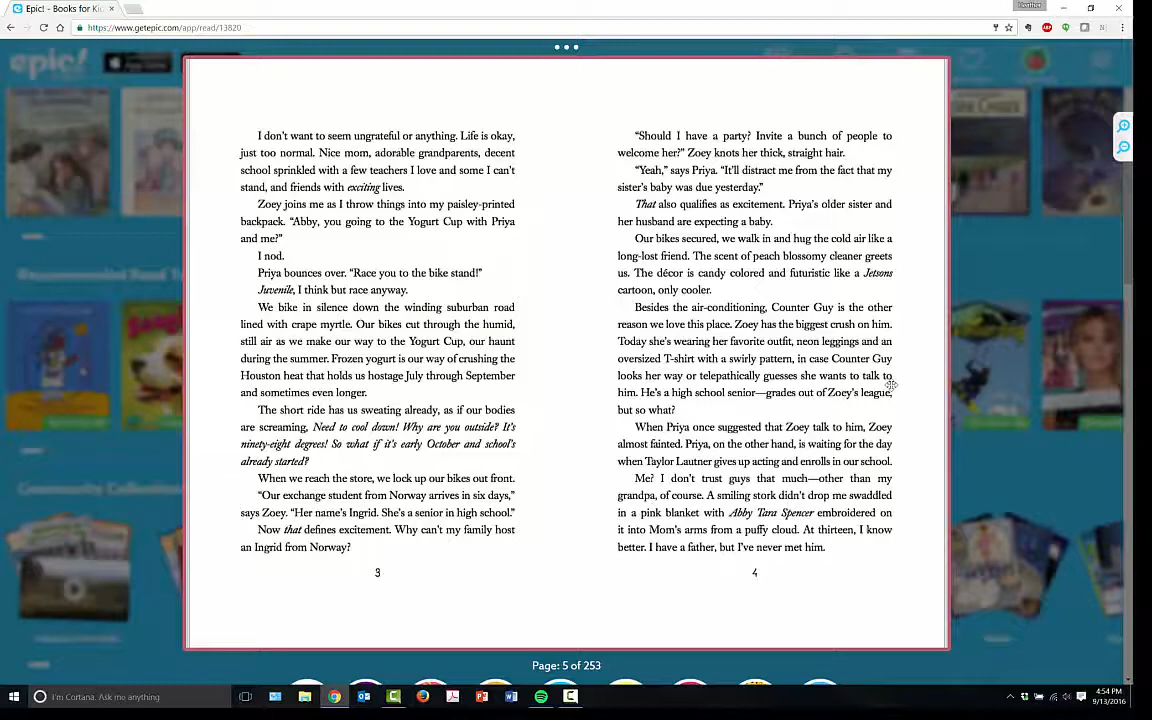 Epic! - Books for Kid
Heather
https://www.getepic.com/app/read/13820
epic!
I don't want to seem ungrateful or anything. Life is okay,
just too normal. Nice mom, adorable grandparents, decent
school sprinkled with a few teachers I love and some I can't
stand, and friends with exciting lives.
Zoey joins me as I throw things into my paisley-printed
backpack. “Abby, you going to the Yogurt Cup with Priya
and me?”
I nod.
Priya bounces over. “Race you to the bike stand!”
Juvenile, I think but race anyway.
We bike in silence down the winding suburban road
lined with crape myrtle. Our bikes cut through the humid,
still air as we make our way to the Yogurt Cup, our haunt
during the summer. Frozen yogurt is our way of crushing the
Houston heat that holds us hostage July through September
and sometimes even longer.
The short ride has us sweating already, as if our bodies
are screaming, Need to cool down! Why are you outside? It's
ninety-eight degrees! So what if it's early October and school's
already started?
When we reach the store, we lock up our bikes out front.
“Our exchange student from Norway arrives in six days,”
says Zoey. “Her name's Ingrid. She's a senior in high school.”
Now that defines excitement. Why can't my family host
an Ingrid from Norway?
3
“Should I have a party? Invite a bunch of people to
welcome her?” Zoey knots her thick, straight hair.
“Yeah,” says Priya. “It'll distract me from the fact that my
sister's baby was due yesterday.”
That also qualifies as excitement. Priya's older sister and
her husband are expecting a baby.
Our bikes secured, we walk in and hug the cold air like a
long-lost friend. The scent of peach blossomy cleaner greets
us. The décor is candy colored and futuristic like a Jetsons
cartoon, only cooler.
Besides the air-conditioning, Counter Guy is the other
reason we love this place. Zoey has the biggest crush on him.
Today she's wearing her favorite outfit, neon leggings and an
oversized T-shirt with a swirly pattern, in case Counter Guy
looks her way or telepathically guesses she wants to talk to
him. He's a high school senior—grades out of Zoey's league,
but so what?
When Priya once suggested that Zoey talk to him, Zoey
almost fainted. Priya, on the other hand, is waiting for the day
when Taylor Lautner gives up acting and enrolls in our school.
Me? I don't trust guys that much—other than my
grandpa, of course. A smiling stork didn't drop me swaddled
in a pink blanket with Abby Tara Spencer embroidered on
it into Mom's arms from a puffy cloud. At thirteen, I know
better. I have a father, but I've never met him.
4
Page: 5 of 253
I'm Cortana. Ask me anything
4:54 PM
9/13/2016